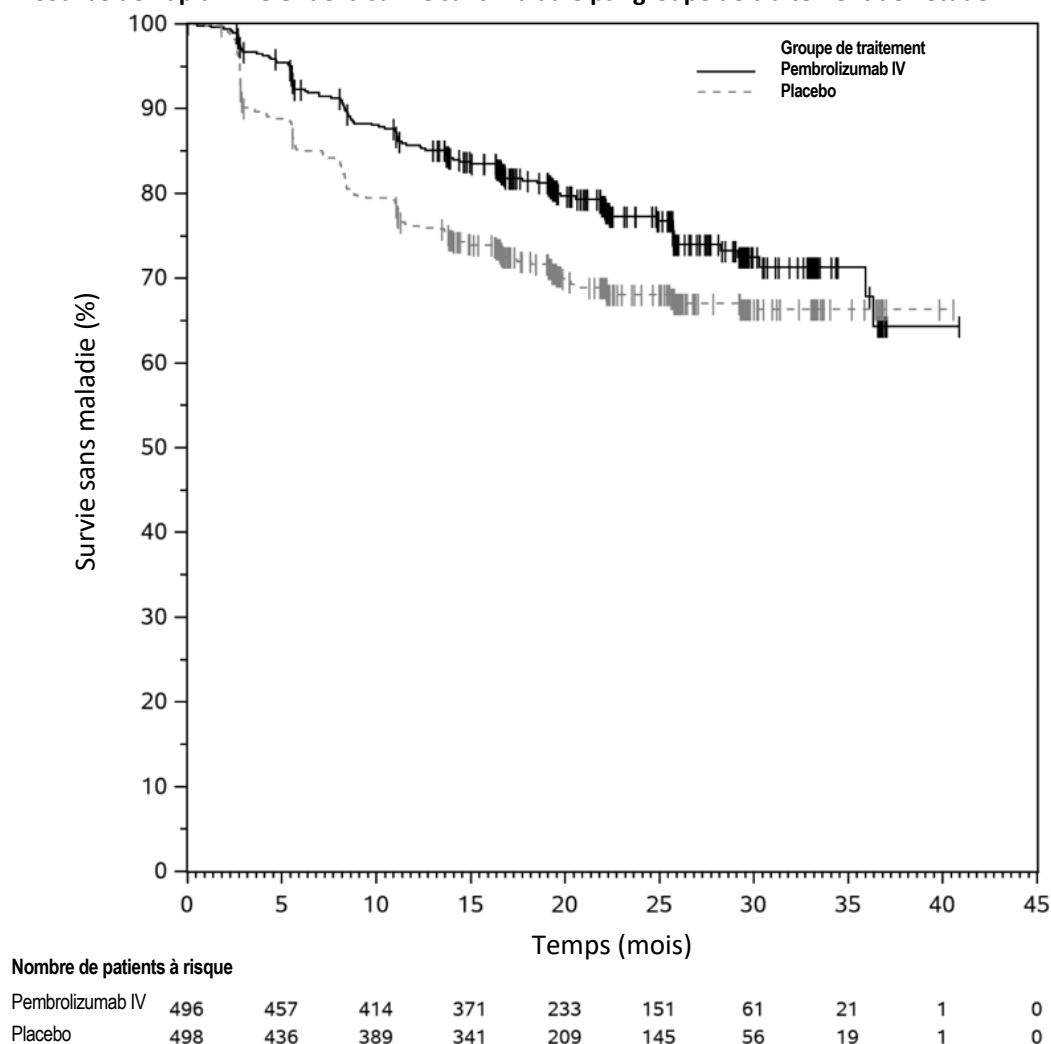 Groupe de traitement
Pembrolizumab IV
Placebo
100
90
80
70
60
50
40
30
20
10
0
Survie sans maladie (%)
0 5 10 15 20 25 30 35 40 45
Temps (mois)
Nombre de patients à risque
Pembrolizumab IV 496 457 414 371 233 151 61 21 1 0
Placebo 498 436 389 341 209 145 56 19 1 0